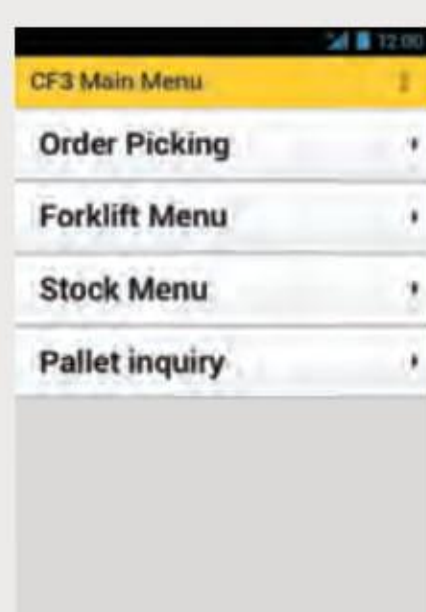 12:00
CF3 Main Menu
Order Picking
Forklift Menu
Stock Menu
Pallet inquiry